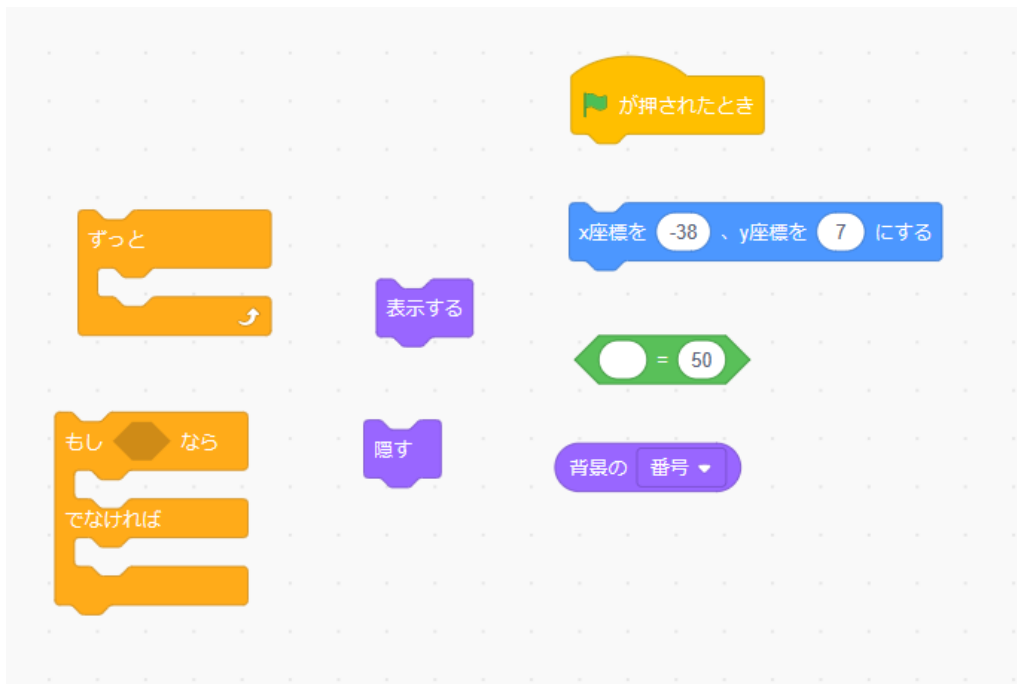 が押されたとき
x座標を -38 、y座標を 7 にする
ずっと
表示する
= 50
もし なら
でなければ
隠す
背景の 番号